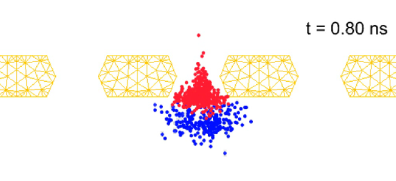 t = 0.80 ns